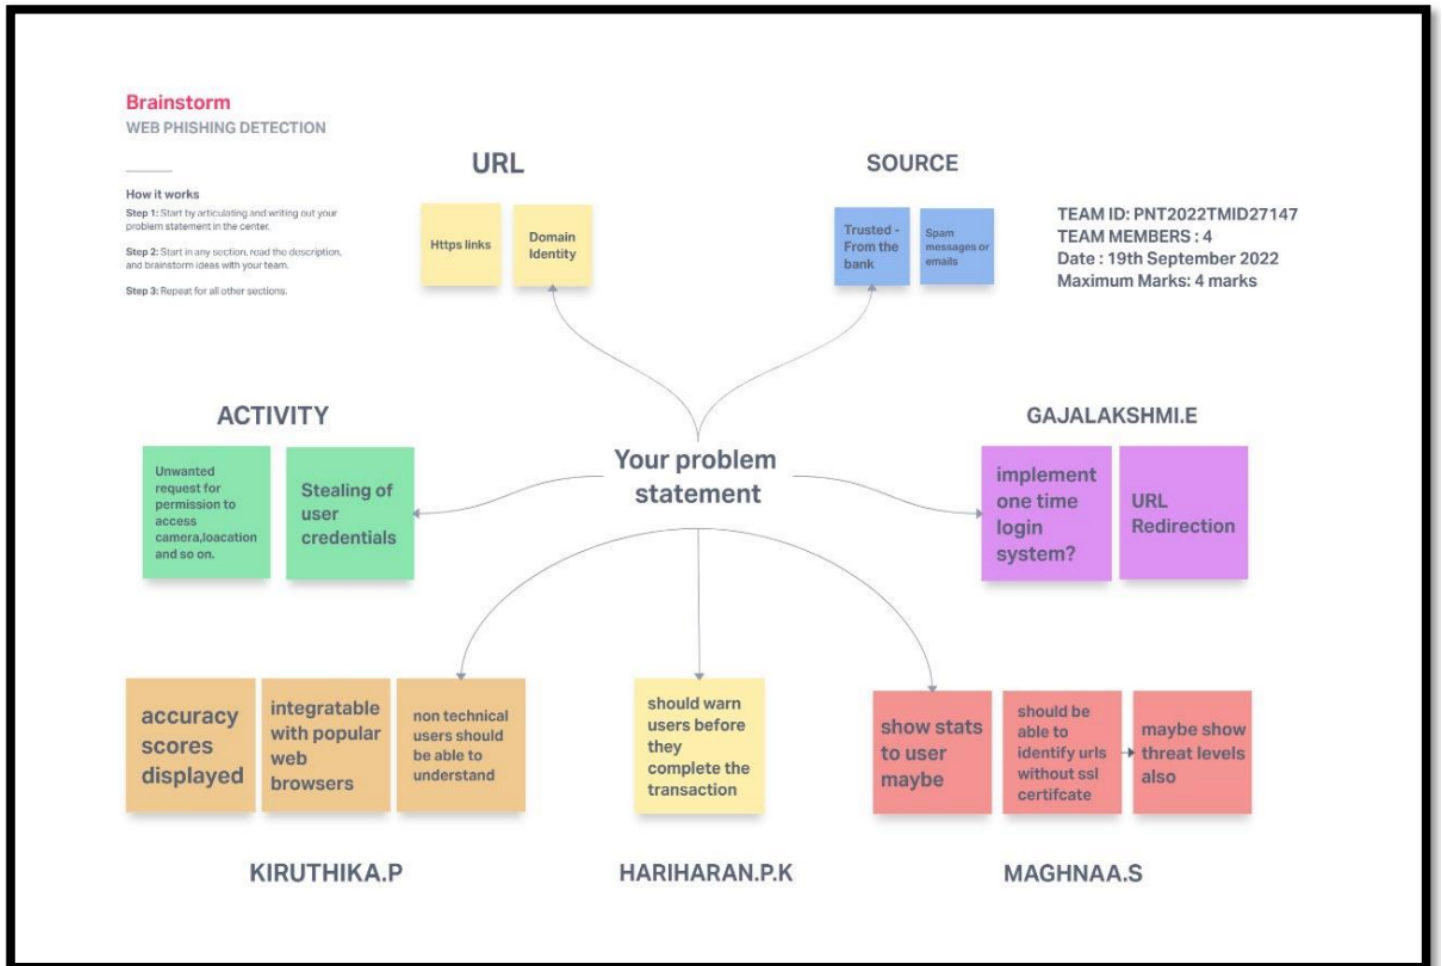 Brainstorm
WEB PHISHING DETECTION
How it works
Step 1: Start by articulating and writing out your
problem statement in the center.
Step 2: Start in any section, read the description,
and brainstorm ideas with your team.
Step 3: Repeat for all other sections.
URL
Https links
Domain
Identity
SOURCE
Trusted -
From the
bank
Spam
messages or
emails
TEAM ID: PNT2022TMID27147
TEAM MEMBERS : 4
Date : 19th September 2022
Maximum Marks: 4 marks
ACTIVITY
Unwanted
request for
permission to
access
camera,loacation
and so on.
Stealing of
user
credentials
Your problem
statement
GAJALAKSHMI.E
implement
one time
login
system?
URL
Redirection
accuracy
scores
displayed
integratable
with popular
web
browsers
non technical
users should
be able to
understand
KIRUTHIKA.P
should warn
users before
they
complete the
transaction
HARIHARAN.P.K
show stats
to user
maybe
should be
able to
identify urls
without ssl
certifcate
maybe show
threat levels
also
MAGHNAA.S